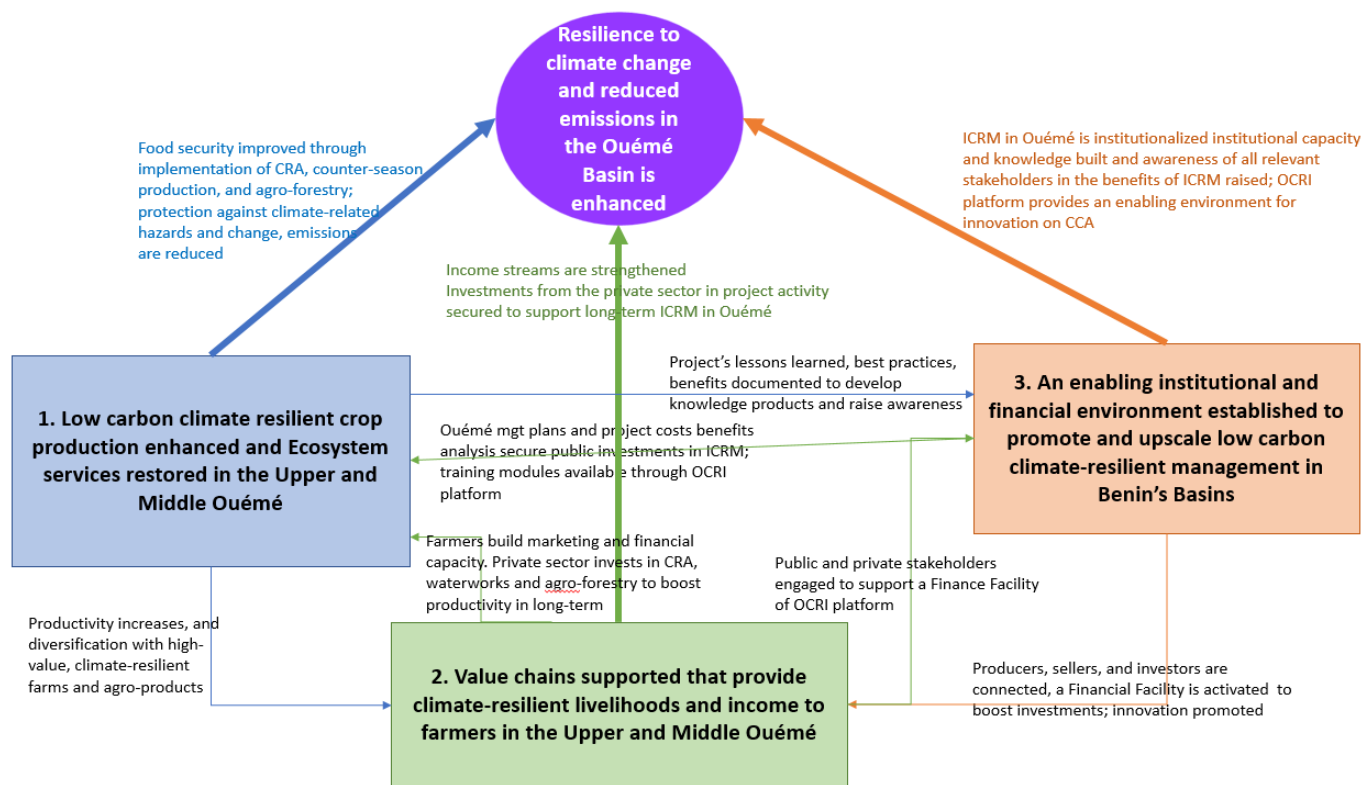 Resilience to
climate change
and reduced
emissions in
the Ouémé
Basin is
enhanced
Food security improved through
implementation of CRA, counter-season
production, and agro-forestry;
protection against climate-related
hazards and change, emissions
are reduced
ICRM in Ouémé is institutionalized institutional capacity
and knowledge built and awareness of all relevant
stakeholders in the benefits of ICRM raised; OCRI
platform provides an enabling environment for
innovation on CCA
Income streams are strengthened
Investments from the private sector in project activity
secured to support long-term ICRM in Ouémé
1. Low carbon climate resilient crop
production enhanced and Ecosystem
services restored in the Upper and
Middle Ouémé
Project’s lessons learned, best practices,
benefits documented to develop
knowledge products and raise awareness
3. An enabling institutional and
financial environment established to
promote and upscale low carbon
climate-resilient management in
Benin’s Basins
Ouémé mgt plans and project costs benefits
analysis secure public investments in ICRM;
training modules available through OCRI
platform
Farmers build marketing and financial
capacity. Private sector invests in CRA,
waterworks and agro-forestry to boost
productivity in long-term
Public and private stakeholders
engaged to support a Finance Facility
of OCRI platform
Productivity increases, and
diversification with high-
value, climate-resilient
farms and agro-products
2. Value chains supported that provide
climate-resilient livelihoods and income to
farmers in the Upper and Middle Ouémé
Producers, sellers, and investors are
connected, a Financial Facility is activated to
boost investments; innovation promoted